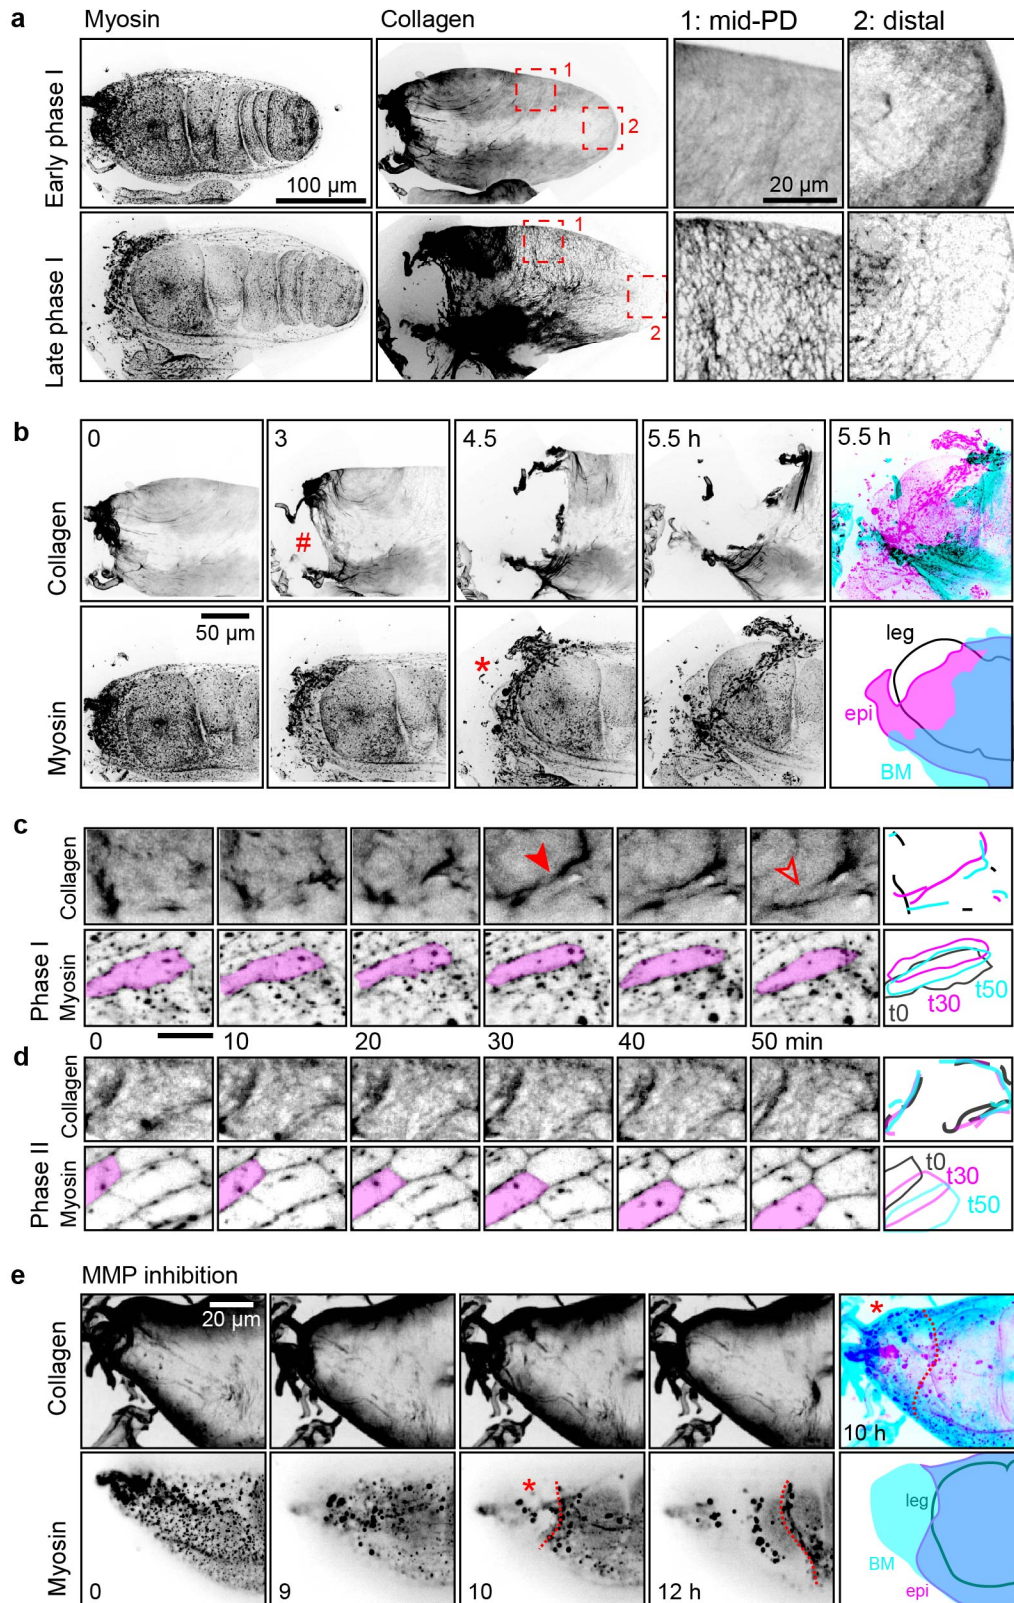 a
Myosin
Collagen
1: mid-PD
2: distal
Early phase I
1
2
100 µm
20 µm
Late phase I
1
2
b
0
3
4.5
5.5 h
5.5 h
Collagen
#
50 µm
Myosin
*
leg
epi
BM
c
Collagen
Phase I
Myosin
t0
t30
t50
0
10
20
30
40
50 min
d
Collagen
Phase II
Myosin
t0
t30
t50
e
MMP inhibition
20 µm
Collagen
*
10 h
Myosin
*
0
9
10
12 h
leg
BM
epi